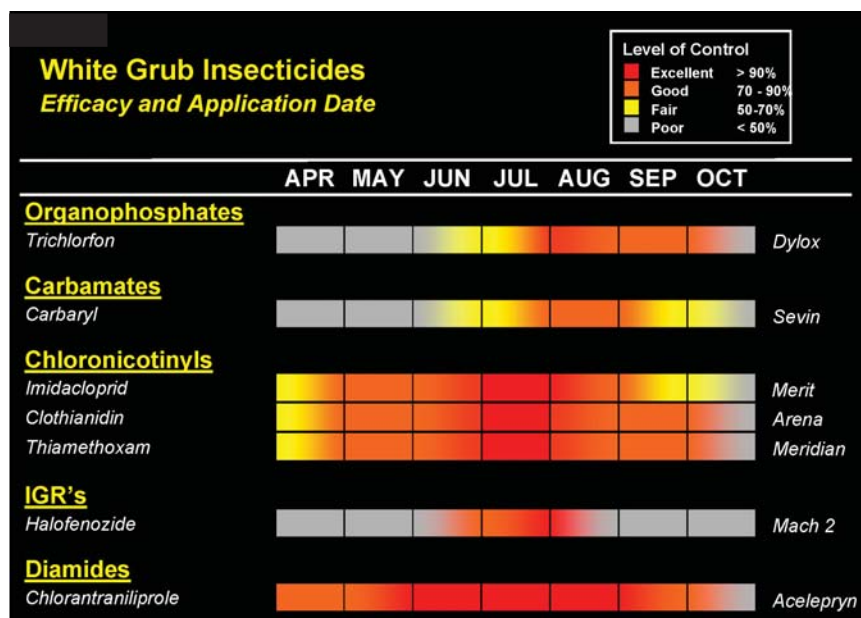 White Grub Insecticides
Efficacy and Application Date
Level of Control
Excellent > 90%
Good 70 - 90%
Fair 50-70%
Poor < 50%
APR MAY JUN JUL AUG SEP OCT
Organophosphates
Trichlorfon Dylox
Carbamates
Carbaryl Sevin
Chloronicotinyls
Imidacloprid Merit
Clothianidin Arena
Thiamethoxam Meridian
IGR's
Halofenozide Mach 2
Diamides
Chlorantraniliprole Acelepryn